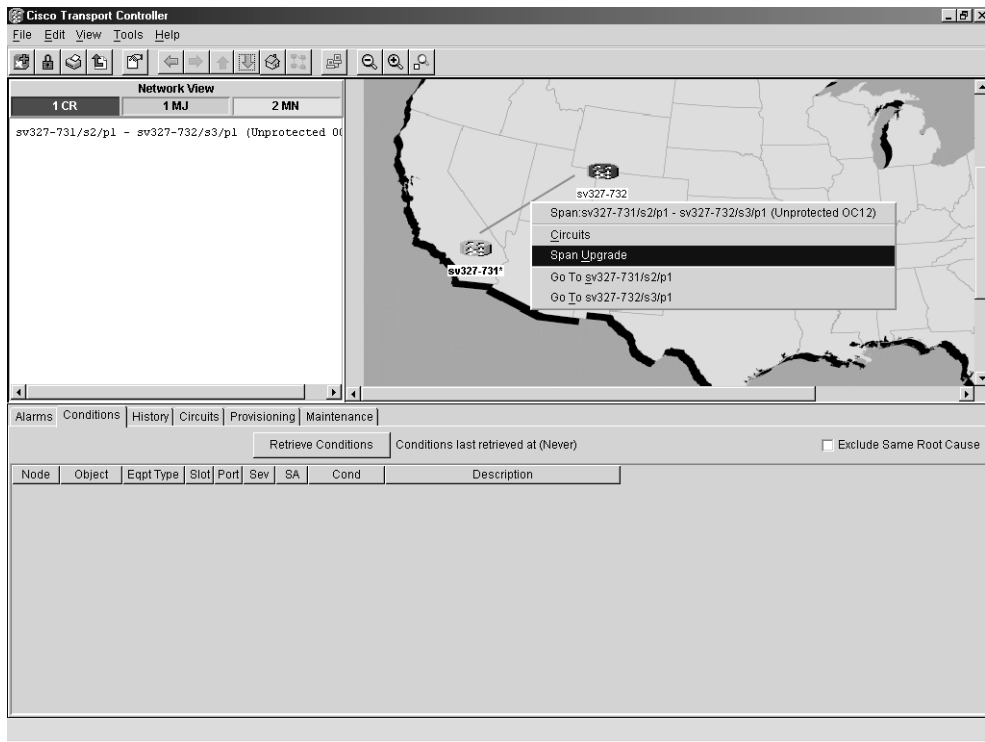 Cisco Transport Controller
File Edit View Tools Help
Network View
1 CR 1 MJ 2 MN
sv327-731/s2/p1 - sv327-732/s3/p1 (Unprotected OC
sv327-732
Span:sv327-731/s2/p1 - sv327-732/s3/p1 (Unprotected OC12)
Circuits
Span Upgrade
Go To sv327-731/s2/p1
Go To sv327-732/s3/p1
sv327-731*
Alarms Conditions History Circuits Provisioning Maintenance
Retrieve Conditions Conditions last retrieved at (Never) Exclude Same Root Cause
Node Object Eqpt Type Slot Port Sev SA Cond Description